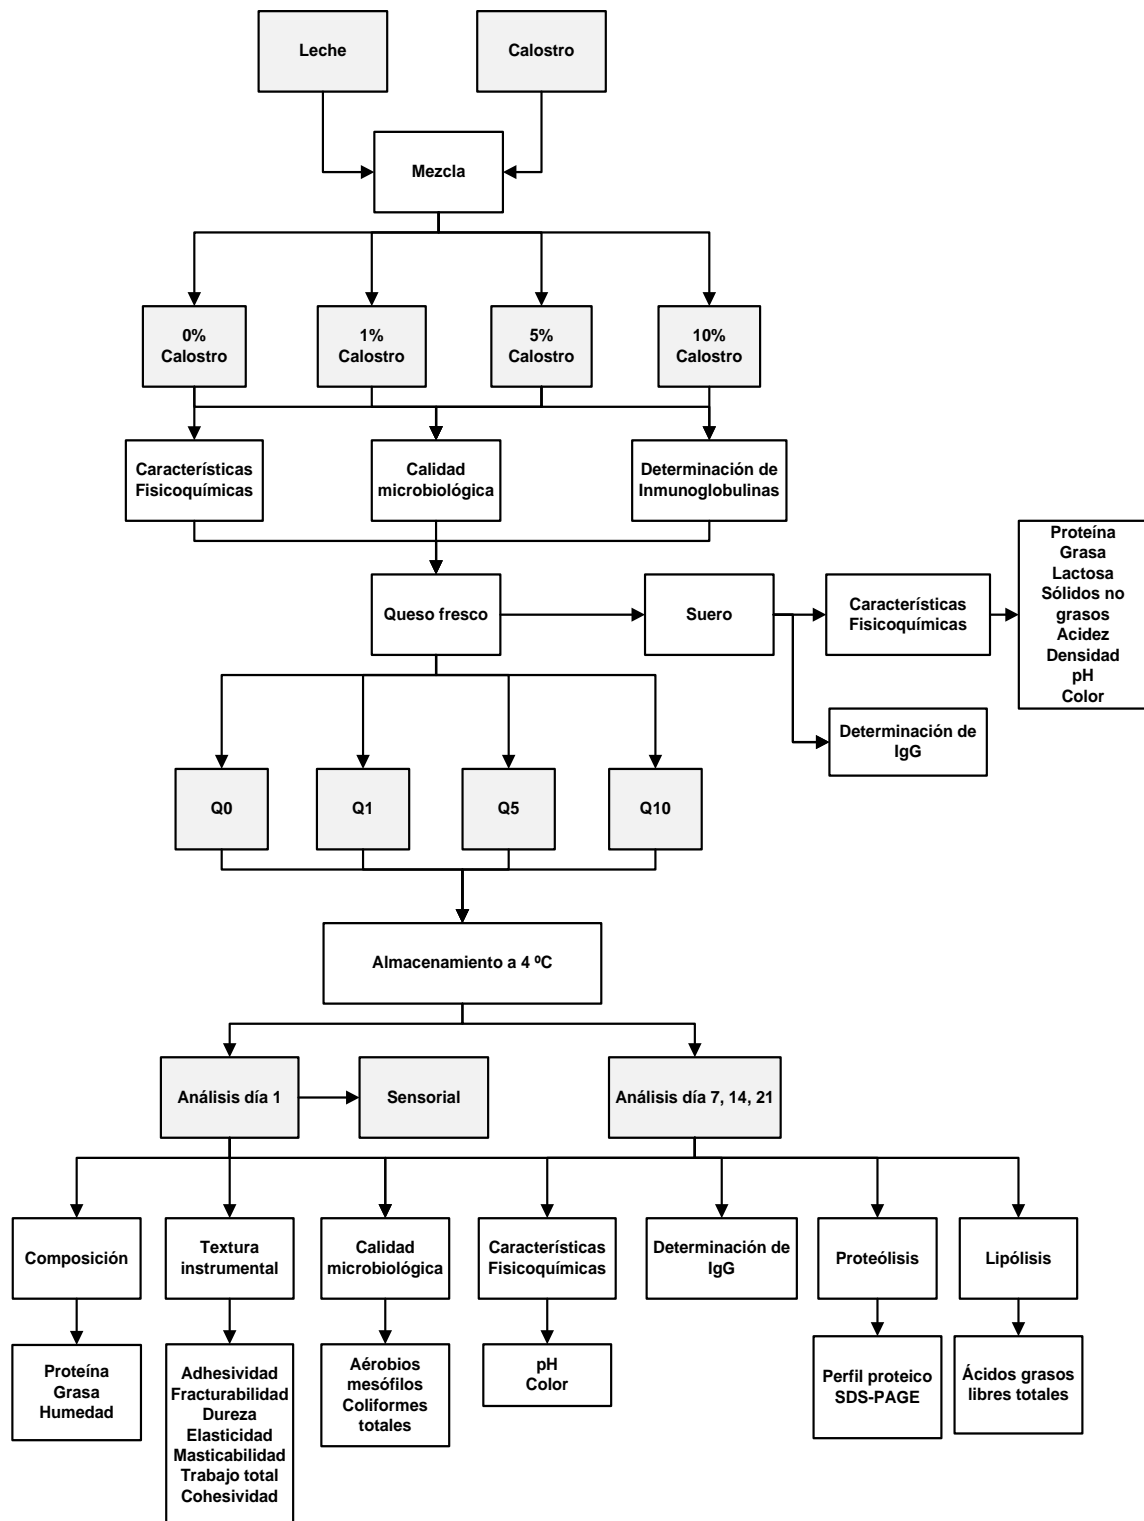 Leche
Calostro
Mezcla
0%
Calostro
1%
Calostro
5%
Calostro
10%
Calostro
Características
Fisicoquímicas
Calidad
microbiológica
Determinación de
Inmunoglobulinas
Queso fresco
Suero
Características
Fisicoquímicas
Proteína
Grasa
Lactosa
Sólidos no
grasos
Acidez
Densidad
pH
Color
Determinación de
IgG
Q0
Q1
Q5
Q10
Almacenamiento a 4 ºC
Análisis día 1
Sensorial
Análisis día 7, 14, 21
Composición
Textura
instrumental
Calidad
microbiológica
Características
Fisicoquímicas
Determinación de
IgG
Proteólisis
Lipólisis
Proteína
Grasa
Humedad
Adhesividad
Fracturabilidad
Dureza
Elasticidad
Masticabilidad
Trabajo total
Cohesividad
Aérobios
mesófilos
Coliformes
totales
pH
Color
Perfil proteico
SDS-PAGE
Ácidos grasos
libres totales